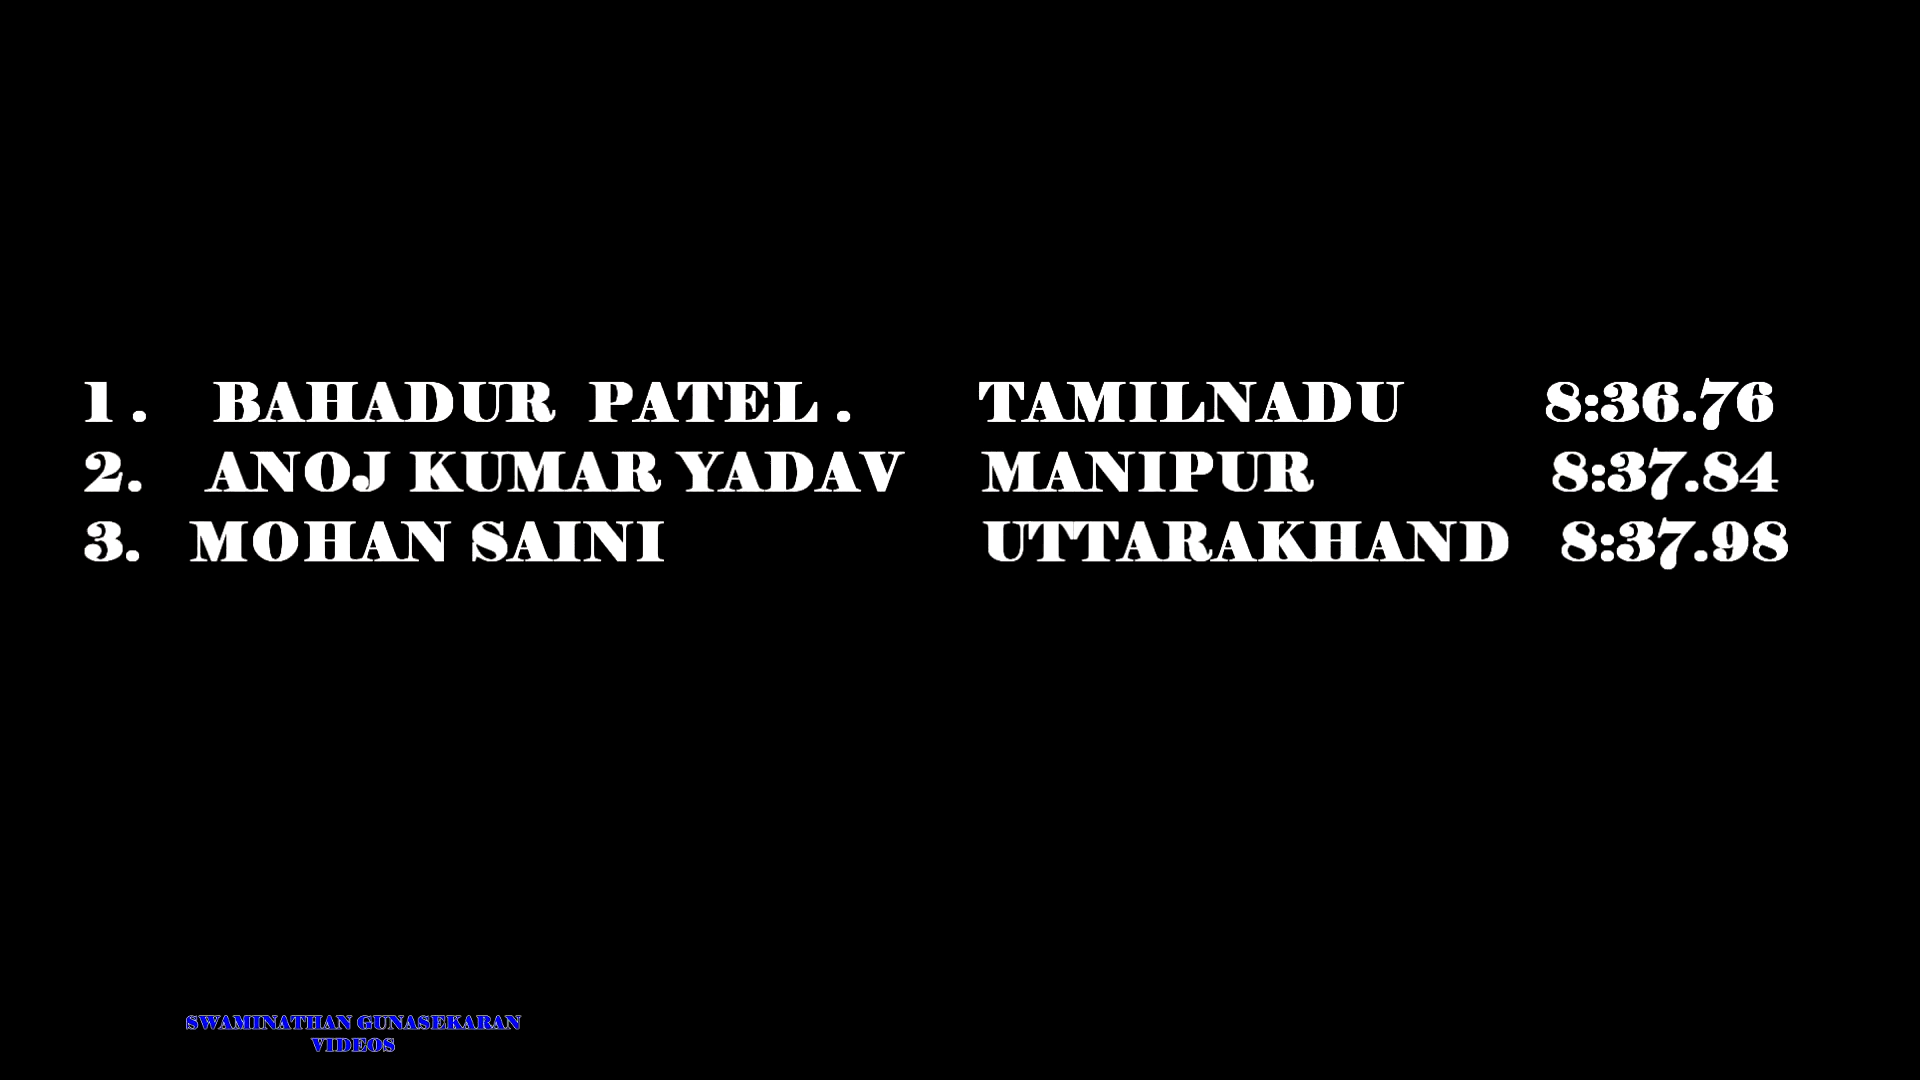 1 . BAHADUR PATEL . TAMILNADU 8:36.76
2. ANOJ KUMAR YADAV MANIPUR 8:37.84
3. MOHAN SAINI UTTARAKHAND 8:37.98
SWAMINATHAN GUNASEKARAN
VIDEOS